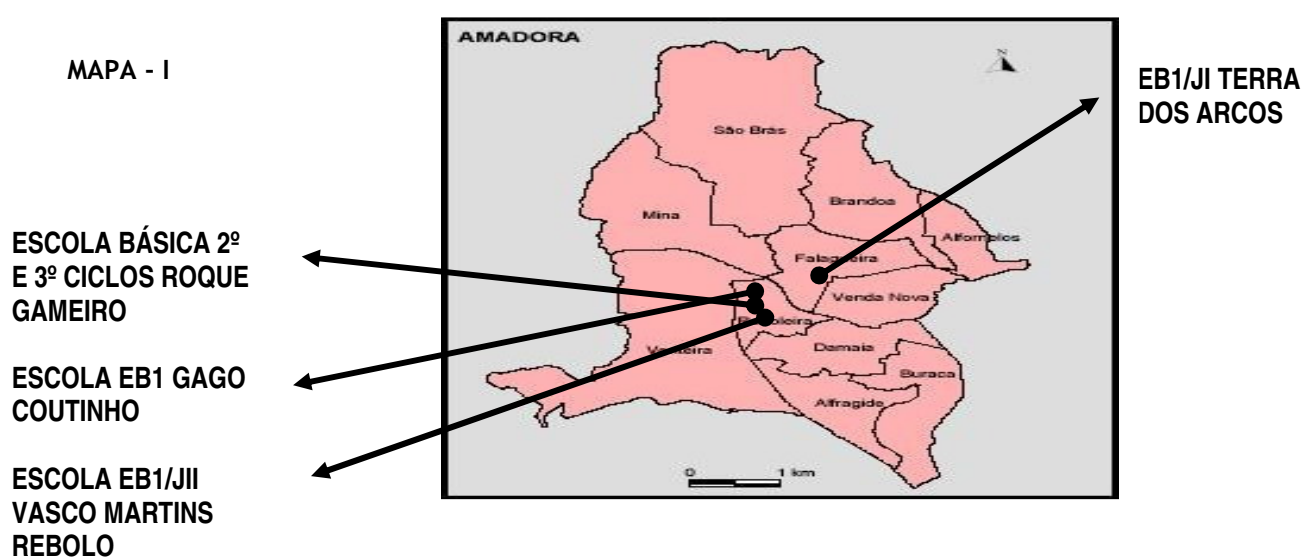 MAPA - I
AMADORA
N
EB1/JI TERRA
DOS ARCOS
São Brás
Brandoa
Mina
Alfornelos
ESCOLA BÁSICA 2º
E 3º CICLOS ROQUE
GAMEIRO
Falagueira
Venda Nova
Damaia
Buraca
Alfragide
ESCOLA EB1 GAGO
COUTINHO
0 1 km
ESCOLA EB1/JII
VASCO MARTINS
REBOLO